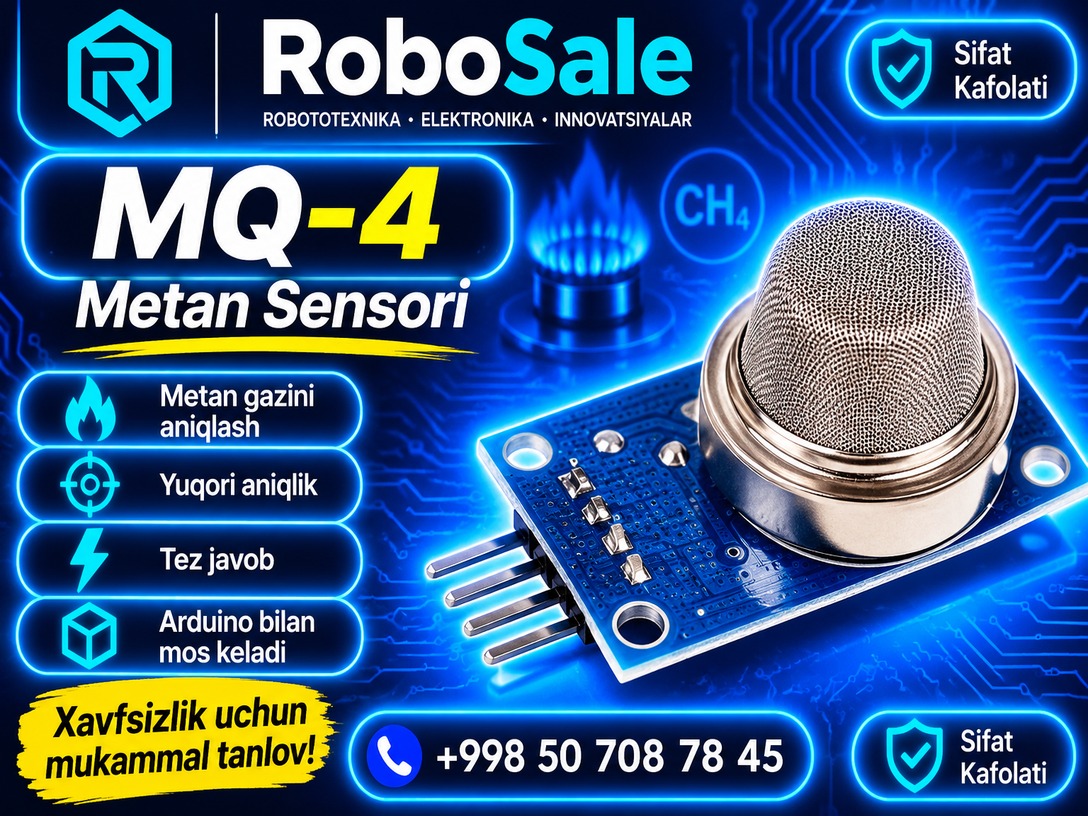 RoboSale
ROBOTOTEXNIKA • ELEKTRONIKA • INNOVATSIYALAR
Sifat
Kafolati
MQ-4
Metan Sensori
CH₄
Metan gazini
aniqlash
Yuqori aniqlik
Tez javob
Arduino bilan
mos keladi
Xavfsizlik uchun
mukammal tanlov!
+998 50 708 78 45
Sifat
Kafolati